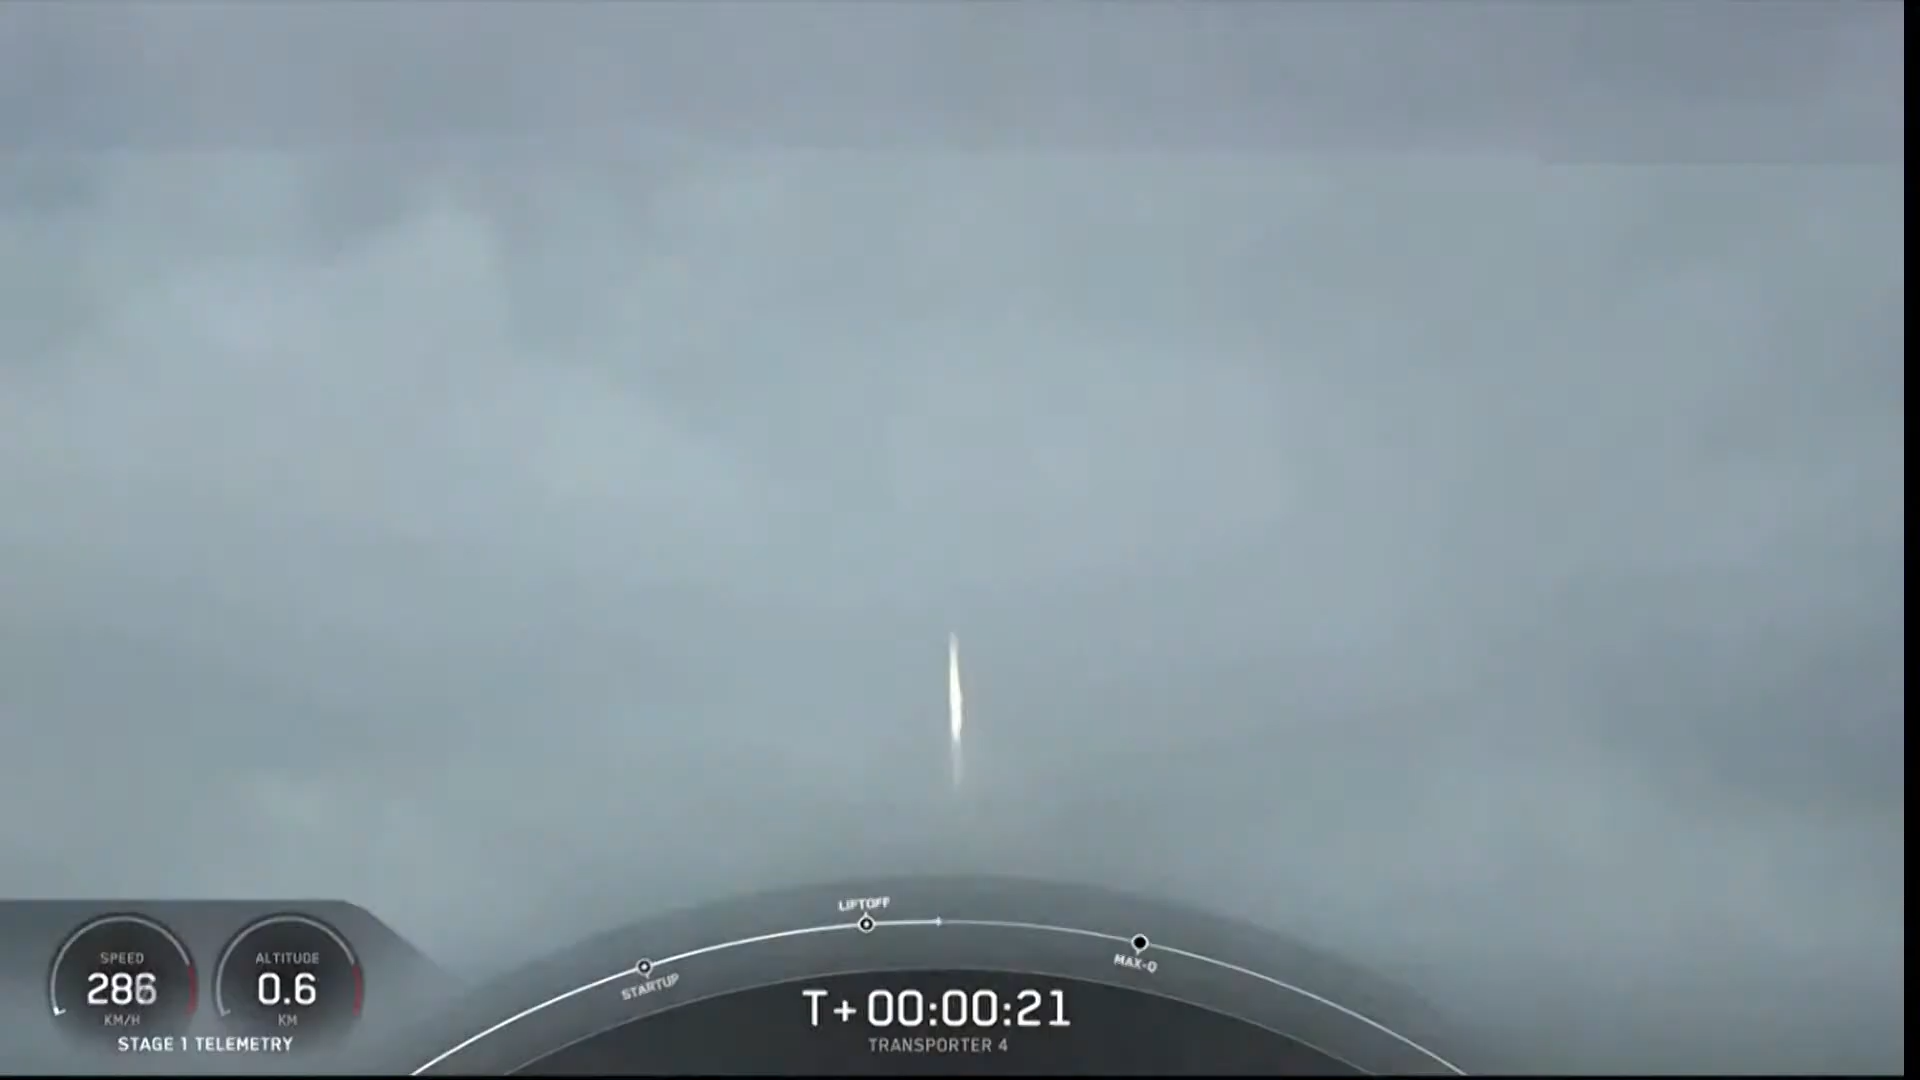 LIFTOFF
STARTUP
MAX-Q
SPEED
286
KM/H
ALTITUDE
0.6
KM
STAGE 1 TELEMETRY
T+00:00:21
TRANSPORTER 4